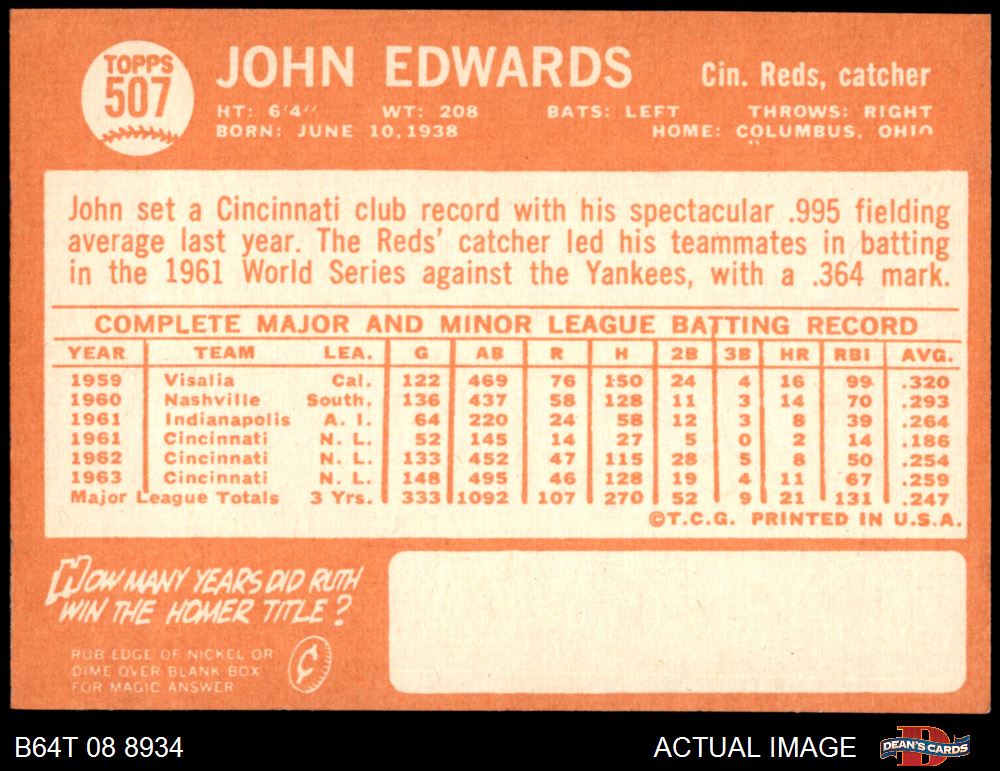 TOPPS
507
JOHN EDWARDS
Cin. Reds, catcher
HT: 6'4" WT: 208 BATS: LEFT THROWS: RIGHT
BORN: JUNE 10, 1938 HOME: COLUMBUS, OHIO
John set a Cincinnati club record with his spectacular .995 fielding
average last year. The Reds' catcher led his teammates in batting
in the 1961 World Series against the Yankees, with a .364 mark.
COMPLETE MAJOR AND MINOR LEAGUE BATTING RECORD
YEAR TEAM LEA. G AB R H 2B 3B HR RBI AVG.
1959 Visalia Cal. 122 469 76 150 24 4 16 99 .320
1960 Nashville South. 136 437 58 128 11 3 14 70 .293
1961 Indianapolis A. I. 64 220 24 58 12 3 8 39 .264
1961 Cincinnati N. L. 52 145 14 27 5 0 2 14 .186
1962 Cincinnati N. L. 133 452 47 115 28 5 8 50 .254
1963 Cincinnati N. L. 148 495 46 128 19 4 11 67 .259
Major League Totals 3 Yrs. 333 1092 107 270 52 9 21 131 .247
©T.C.G. PRINTED IN U.S.A.
HOW MANY YEARS DID RUTH
WIN THE HOMER TITLE?
RUB EDGE OF NICKEL OR
DIME OVER BLANK BOX
FOR MAGIC ANSWER
¢
B64T 08 8934
ACTUAL IMAGE
D
DEAN'S CARDS